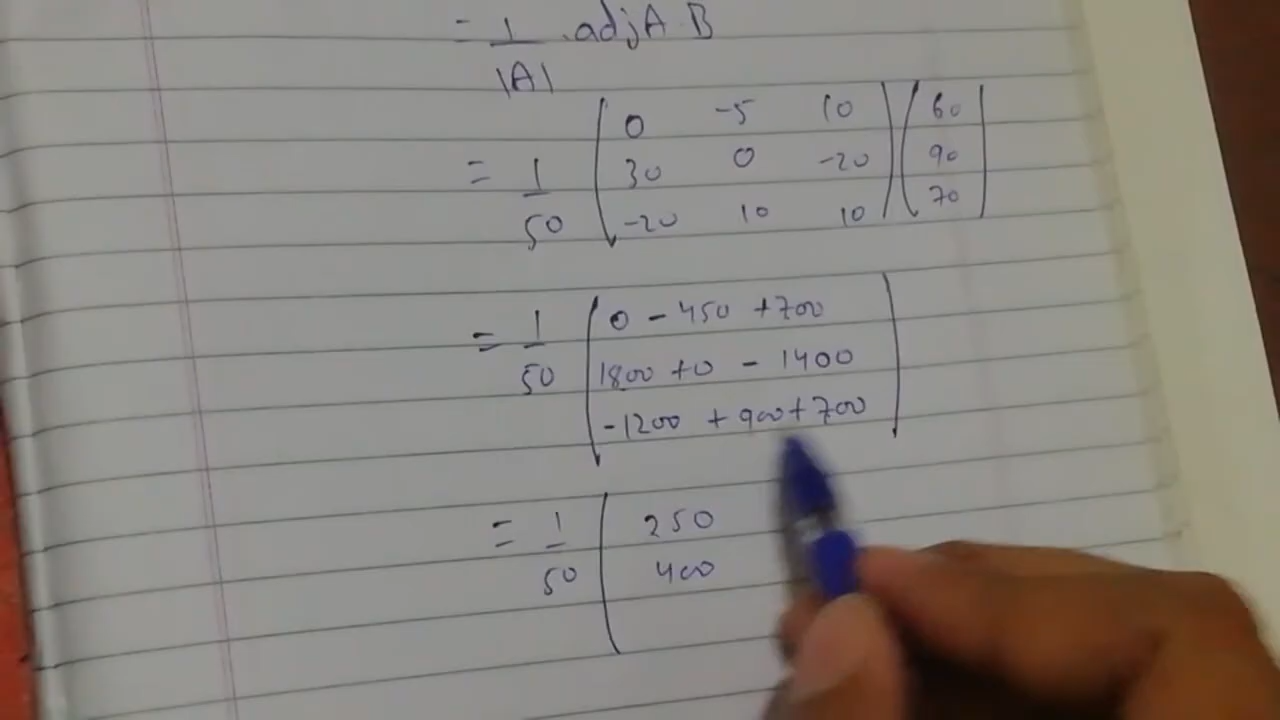 = 1/|A| .adjA B
= 1/50 ( 0 -5 10 ) ( 60 )
30 0 -20 90
-20 10 10 70
= 1/50 ( 0 - 450 + 700 )
1800 + 0 - 1400
-1200 + 900 + 700
= 1/50 ( 250
400